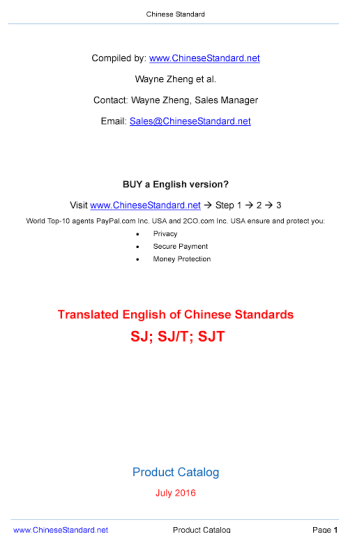 Chinese Standard
Compiled by: www.ChineseStandard.net
Wayne Zheng et al.
Contact: Wayne Zheng, Sales Manager
Email: Sales@ChineseStandard.net
BUY a English version?
Visit www.ChineseStandard.net → Step 1 → 2 → 3
World Top-10 agents PayPal.com Inc. USA and 2CO.com Inc. USA ensure and protect you:
• Privacy
• Secure Payment
• Money Protection
Translated English of Chinese Standards
SJ; SJ/T; SJT
Product Catalog
July 2016
www.ChineseStandard.net Product Catalog Page 1